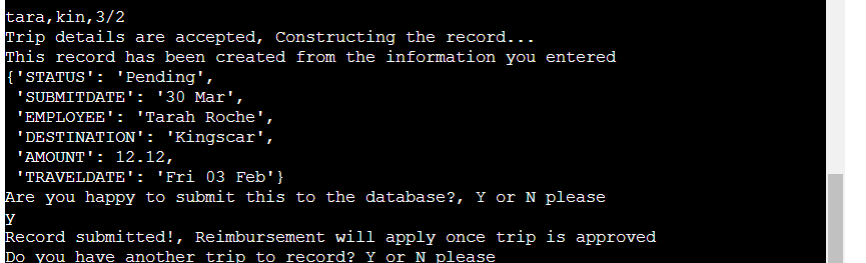 tara,kin,3/2
Trip details are accepted, Constructing the record...
This record has been created from the information you entered
{'STATUS': 'Pending',
 'SUBMITDATE': '30 Mar',
 'EMPLOYEE': 'Tarah Roche',
 'DESTINATION': 'Kingscar',
 'AMOUNT': 12.12,
 'TRAVELDATE': 'Fri 03 Feb'}
Are you happy to submit this to the database?, Y or N please
y
Record submitted!, Reimbursement will apply once trip is approved
Do you have another trip to record? Y or N please